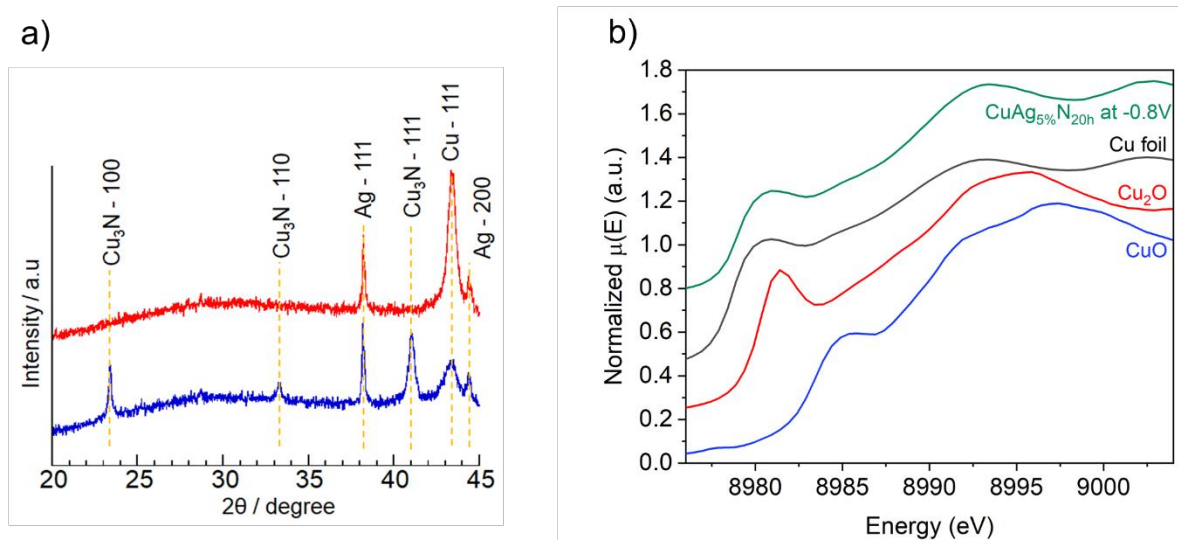 a)
Cu₃N - 100
Cu₃N - 110
Ag - 111
Cu₃N - 111
Cu - 111
Ag - 200
Intensity / a.u
20 25 30 35 40 45
2θ / degree
b)
1.8
1.6
1.4
1.2
1.0
0.8
0.6
0.4
0.2
0.0
Normalized μ(E) (a.u.)
CuAg₅%N₂₀ₕ at -0.8V
Cu foil
Cu₂O
CuO
8980 8985 8990 8995 9000
Energy (eV)